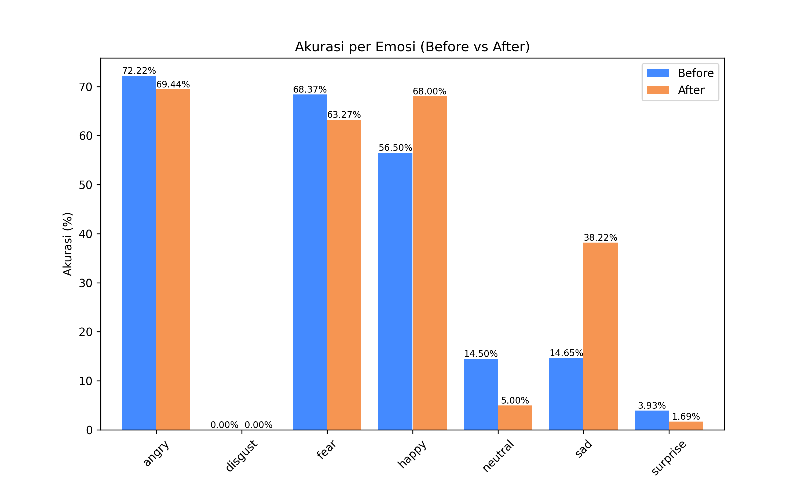 Akurasi per Emosi (Before vs After)
Before
After
Akurasi (%)
70
60
50
40
30
20
10
0
72.22%
69.44%
0.00%
0.00%
68.37%
63.27%
56.50%
68.00%
14.50%
5.00%
14.65%
38.22%
3.93%
1.69%
angry
disgust
fear
happy
neutral
sad
surprise